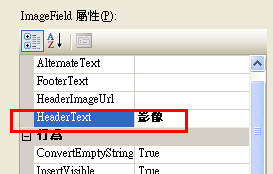 ImageField 屬性(P):
AlternateText
FooterText
HeaderImageUrl
HeaderText 影像
行為
ConvertEmptyString True
InsertVisible True